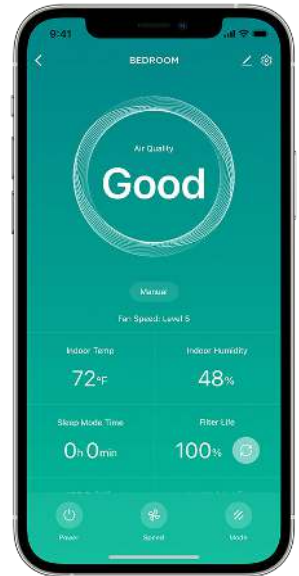 9:41
BEDROOM
Air Quality
Good
Manual
Fan Speed: Level 5
Indoor Temp
Indoor Humidity
72°F
48%
Sleep Mode Time
Filter Life
0h 0min
100%
Power
Speed
Mode